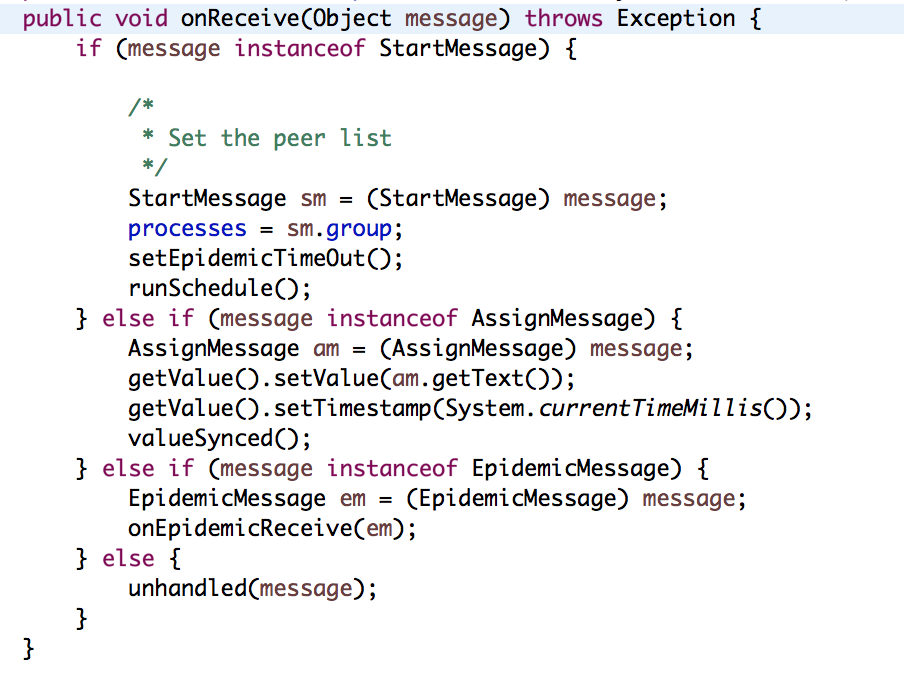 public void onReceive(Object message) throws Exception {
    if (message instanceof StartMessage) {

        /*
         * Set the peer list
         */
        StartMessage sm = (StartMessage) message;
        processes = sm.group;
        setEpidemicTimeOut();
        runSchedule();
    } else if (message instanceof AssignMessage) {
        AssignMessage am = (AssignMessage) message;
        getValue().setValue(am.getText());
        getValue().setTimestamp(System.currentTimeMillis());
        valueSynced();
    } else if (message instanceof EpidemicMessage) {
        EpidemicMessage em = (EpidemicMessage) message;
        onEpidemicReceive(em);
    } else {
        unhandled(message);
    }
}